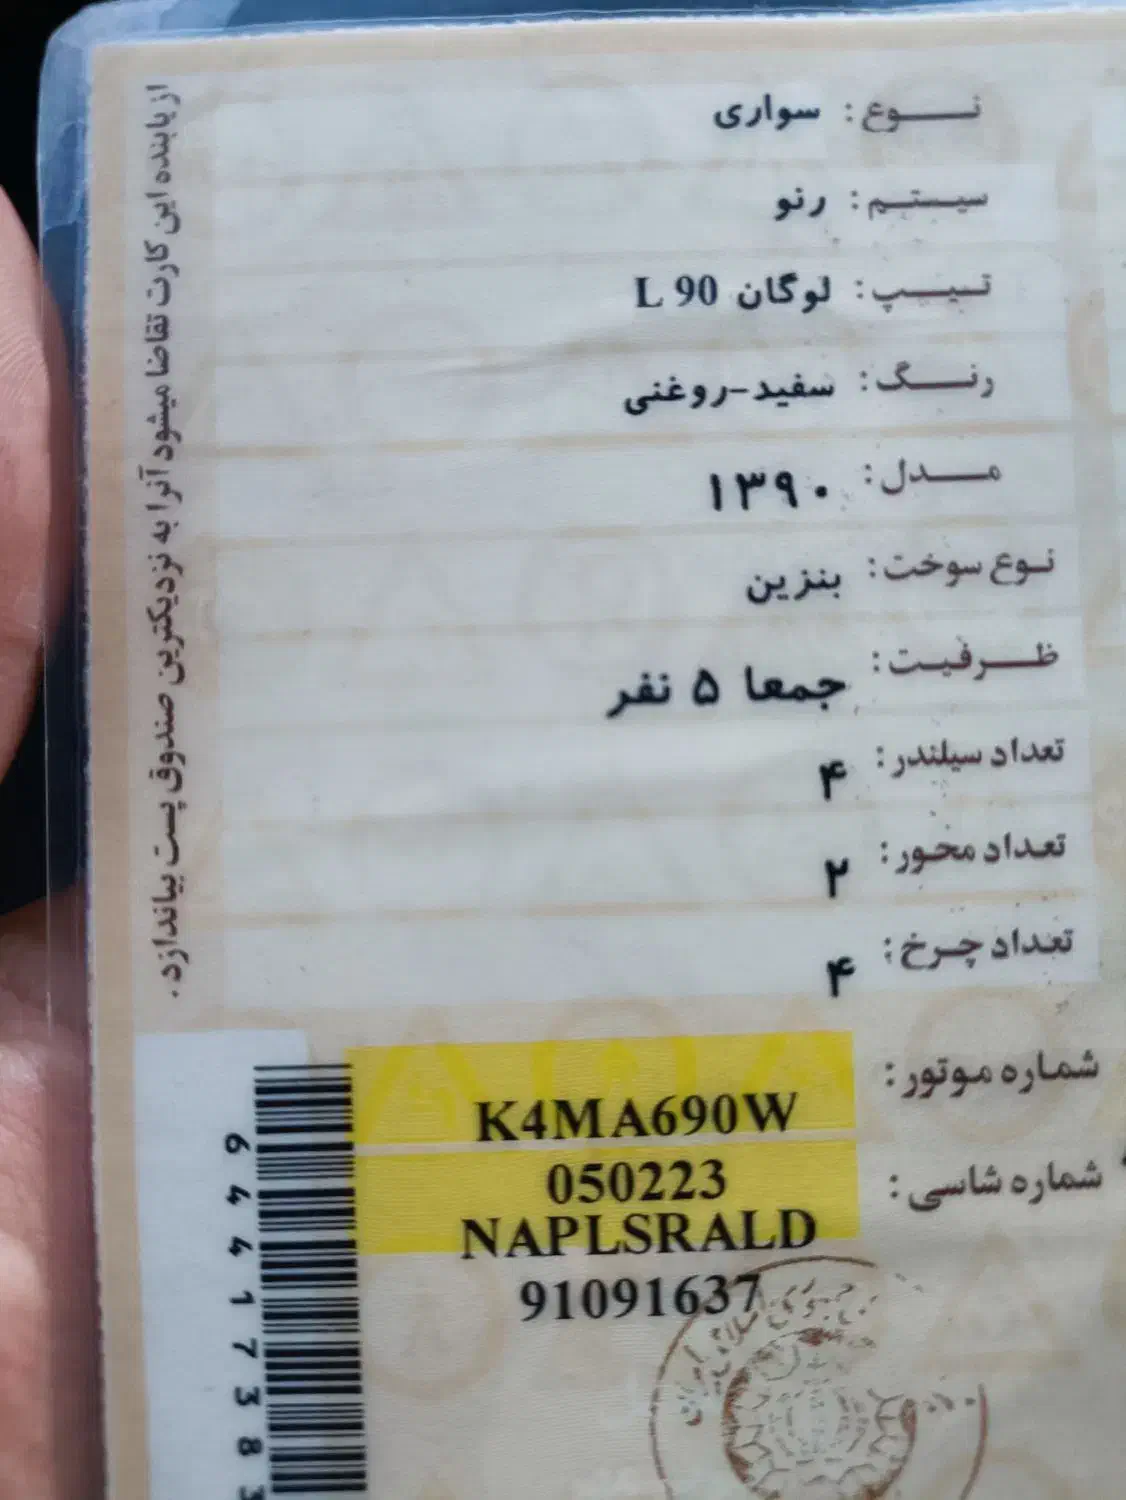 نوع: سواری
سیستم: رنو
تیپ: لوگان L 90
رنگ: سفید-روغنی
مدل: ۱۳۹۰
نوع سوخت: بنزین
ظرفیت: جمعا ۵ نفر
تعداد سیلندر: ۴
تعداد محور: ۲
تعداد چرخ: ۴
شماره موتور: K4MA690W
050223
شماره شاسی: NAPLSRALD
91091637
از یابنده این کارت تقاضا میشود آنرا به نزدیکترین صندوق پست بیاندازد.
64417383